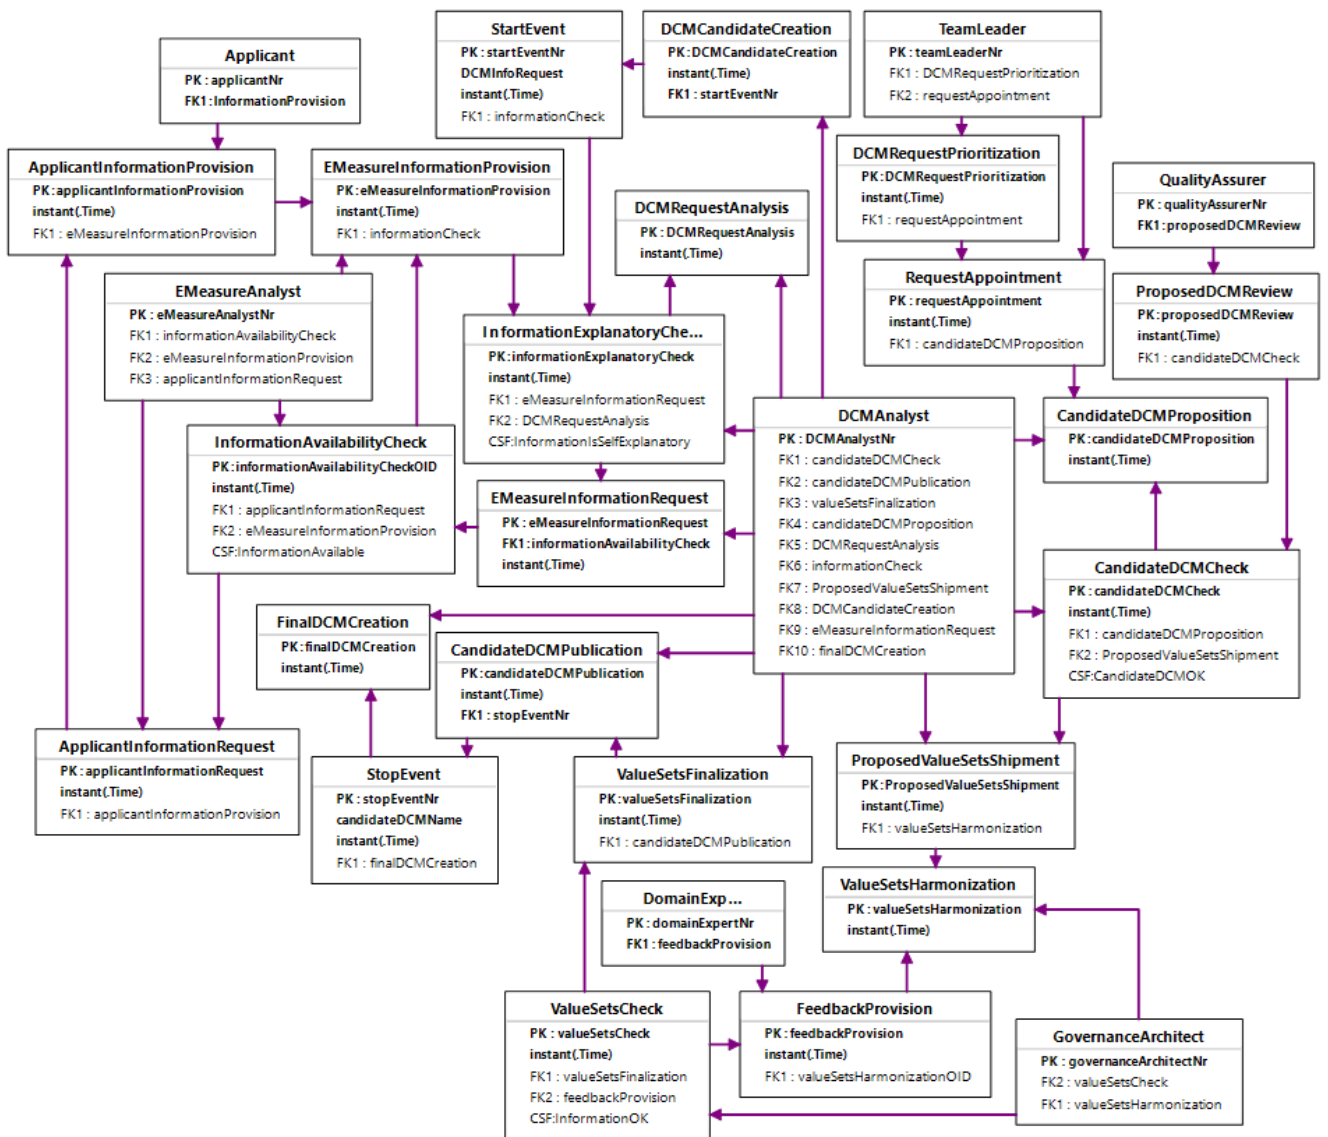 Applicant
PK : applicantNr
FK1:InformationProvision
StartEvent
PK : startEventNr
DCMInfoRequest
instant(.Time)
FK1 : informationCheck
DCMCandidateCreation
PK:DCMCandidateCreation
instant(.Time)
FK1 : startEventNr
TeamLeader
PK : teamLeaderNr
FK1 : DCMRequestPrioritization
FK2 : requestAppointment
ApplicantInformationProvision
PK:applicantInformationProvision
instant(.Time)
FK1 : eMeasureInformationProvision
EMeasureInformationProvision
PK:eMeasureInformationProvision
instant(.Time)
FK1 : informationCheck
DCMRequestAnalysis
PK : DCMRequestAnalysis
instant(.Time)
DCMRequestPrioritization
PK:DCMRequestPrioritization
instant(.Time)
FK1 : requestAppointment
QualityAssurer
PK : qualityAssurerNr
FK1:proposedDCMReview
EMeasureAnalyst
PK : eMeasureAnalystNr
FK1 : informationAvailabilityCheck
FK2 : eMeasureInformationProvision
FK3 : applicantInformationRequest
InformationExplanatoryChe...
PK:informationExplanatoryCheck
instant(.Time)
FK1 : eMeasureInformationRequest
FK2 : DCMRequestAnalysis
CSF:InformationIsSelfExplanatory
RequestAppointment
PK : requestAppointment
instant(.Time)
FK1 : candidateDCMProposition
ProposedDCMReview
PK:proposedDCMReview
instant(.Time)
FK1 : candidateDCMCheck
InformationAvailabilityCheck
PK:informationAvailabilityCheckOID
instant(.Time)
FK1 : applicantInformationRequest
FK2 : eMeasureInformationProvision
CSF:InformationAvailable
EMeasureInformationRequest
PK : eMeasureInformationRequest
FK1:informationAvailabilityCheck
instant(.Time)
DCMAnalyst
PK : DCMAnalystNr
FK1 : candidateDCMCheck
FK2 : candidateDCMPublication
FK3 : valueSetsFinalization
FK4 : candidateDCMProposition
FK5 : DCMRequestAnalysis
FK6 : informationCheck
FK7 : ProposedValueSetsShipment
FK8 : DCMCandidateCreation
FK9 : eMeasureInformationRequest
FK10 : finalDCMCreation
CandidateDCMProposition
PK:candidateDCMProposition
instant(.Time)
CandidateDCMCheck
PK:candidateDCMCheck
instant(.Time)
FK1 : candidateDCMProposition
FK2 : ProposedValueSetsShipment
CSF:CandidateDCMOK
FinalDCMCreation
PK:finalDCMCreation
instant(.Time)
CandidateDCMPublication
PK:candidateDCMPublication
instant(.Time)
FK1 : stopEventNr
ApplicantInformationRequest
PK:applicantInformationRequest
instant(.Time)
FK1 : applicantInformationProvision
StopEvent
PK : stopEventNr
candidateDCMName
instant(.Time)
FK1 : finalDCMCreation
ValueSetsFinalization
PK:valueSetsFinalization
instant(.Time)
FK1 : candidateDCMPublication
ProposedValueSetsShipment
PK:ProposedValueSetsShipment
instant(.Time)
FK1 : valueSetsHarmonization
DomainExp...
PK : domainExpertNr
FK1:feedbackProvision
ValueSetsHarmonization
PK:valueSetsHarmonization
instant(.Time)
ValueSetsCheck
PK : valueSetsCheck
instant(.Time)
FK1 : valueSetsFinalization
FK2 : feedbackProvision
CSF:InformationOK
FeedbackProvision
PK:feedbackProvision
instant(.Time)
FK1 : valueSetsHarmonizationOID
GovernanceArchitect
PK : governanceArchitectNr
FK2 : valueSetsCheck
FK1 : valueSetsHarmonization